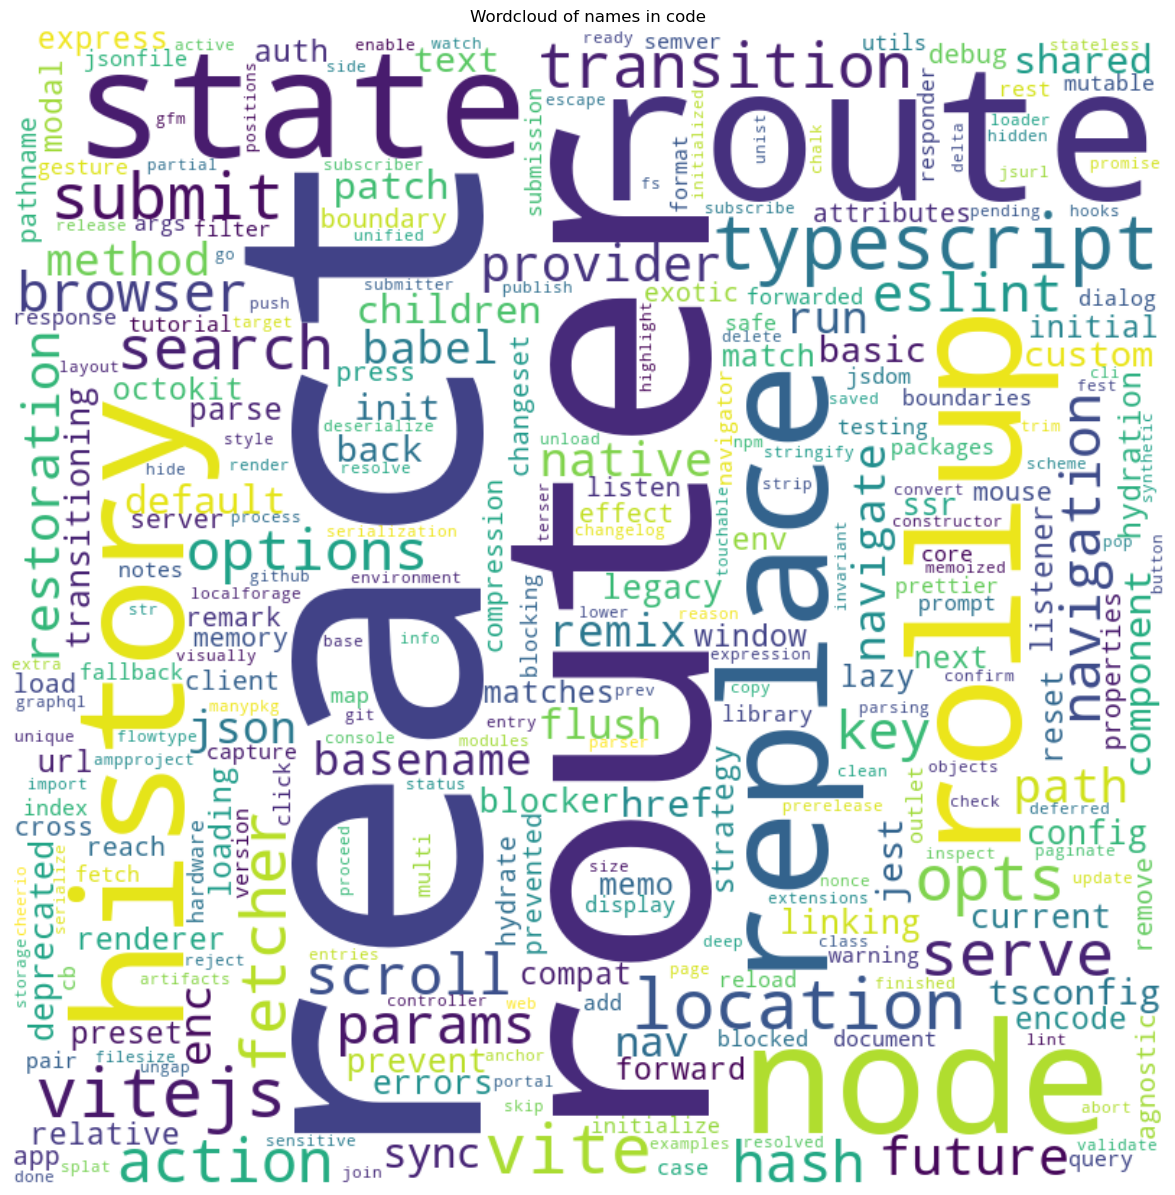 Wordcloud of names in code
express
jsonfile
active
auth
enable
side
watch
text
ready
semver
transition
utils
debug
stateless
shared
rest
mutable
modal
state
gfm
positions
escape
submission
initialized
route
unist
chalk
responder
delta
loader
hidden
jsurl
promise
pathname
gesture
partial
subscriber
patch
submit
boundary
unified
release
args
filter
fs
format
subscribe
attributes
pending
hooks
method
go
provider
typescript
browser
push
submitter
publish
children
exotic
forwarded
eslint
dialog
response
tutorial
target
highlight
safe
delete
run
initial
layout
search
babel
match
basic
custom
octokit
press
changeset
jsdom
cli
fest
restoration
transitioning
history
parse
init
deserialize
saved
boundaries
trim
style
back
unload
navigator
npm
stringify
testing
packages
hide
render
resolve
native
strip
scheme
hydration
synthetic
default
react
router
replace
rollup
listen
convert
mouse
server
process
serialization
terser
effect
changelog
touchable
navigate
ssr
constructor
listener
navigation
options
compression
env
invariant
core
memoized
pop
button
notes
github
environment
legacy
prettier
localforage
str
blocking
lower
reason
prompt
remark
base
info
remix
window
memory
visually
expression
next
component
properties
extra
fallback
load
client
map
matches
prev
copy
lazy
confirm
graphql
manypkg
git
entry
library
parsing
reset
unique
flowtype
json
console
modules
flush
parser
key
url
ampproject
capture
basename
strategy
clean
objects
import
loading
click
status
blocker
href
prerelease
outlet
path
index
check
deferred
cross
version
proceed
multi
hydrate
prevented
config
reach
hardware
fetcher
size
memo
jest
inspect
paginate
storage
cheerio
serialize
fetch
display
nonce
opts
update
remove
deprecated
extensions
linking
current
renderer
entries
deep
class
warning
cb
reject
artifacts
scroll
compat
page
reload
finished
serve
controller
web
add
location
tsconfig
preset
enc
params
encode
agnostic
pair
filesize
ungap
prevent
anchor
nav
blocked
document
lint
vitejs
errors
portal
forward
node
skip
abort
relative
sensitive
initialize
app
splat
action
sync
vite
examples
resolved
validate
done
join
case
hash
future
query